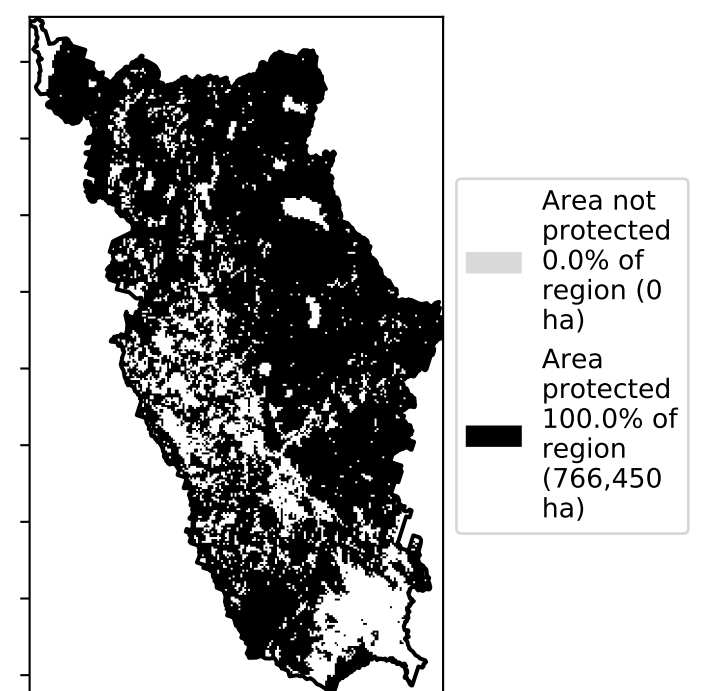 Area not
protected
0.0% of
region (0
ha)
Area
protected
100.0% of
region
(766,450
ha)